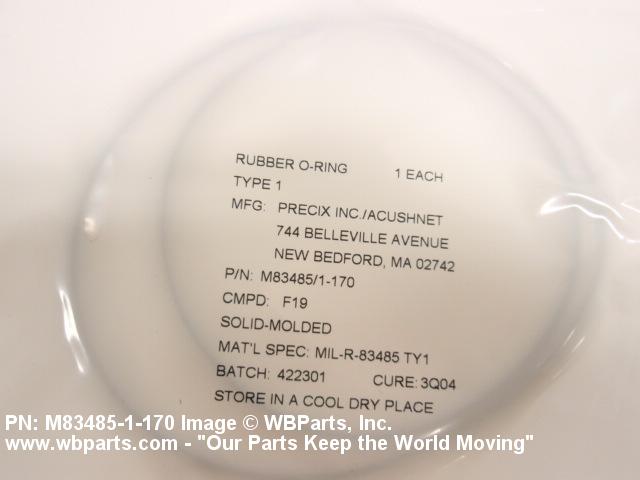 RUBBER O-RING 1 EACH
TYPE 1
MFG: PRECIX INC./ACUSHNET
744 BELLEVILLE AVENUE
NEW BEDFORD, MA 02742
P/N: M83485/1-170
CMPD: F19
SOLID-MOLDED
MAT'L SPEC: MIL-R-83485 TY1
BATCH: 422301 CURE: 3Q04
STORE IN A COOL DRY PLACE
PN: M83485-1-170 Image © WBParts, Inc.
www.wbparts.com - "Our Parts Keep the World Moving"